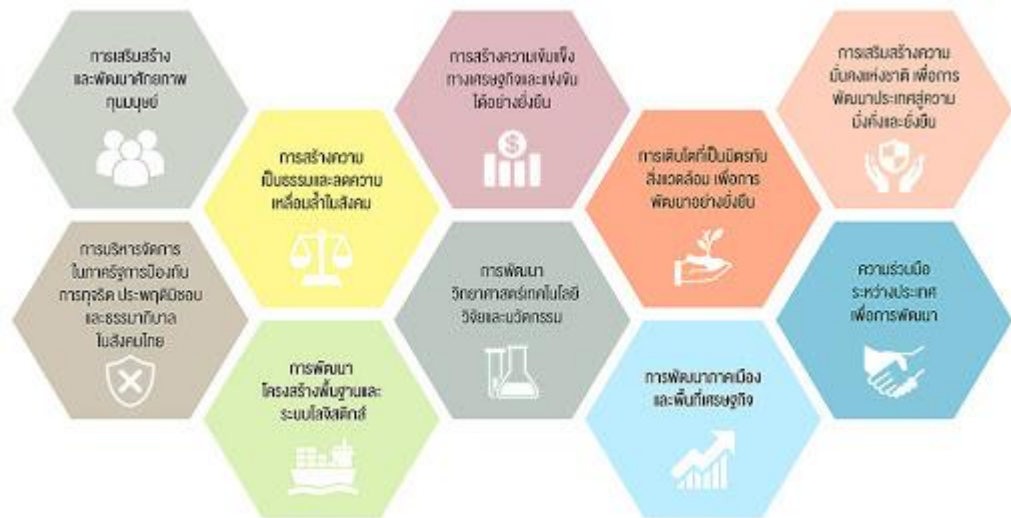 การเสริมสร้าง
และพัฒนาศักยภาพ
ทุนมนุษย์
การสร้างความ
เป็นธรรมและลดความ
เหลื่อมล้ำในสังคม
การสร้างความเข้มแข็ง
ทางเศรษฐกิจและแข่งขัน
ได้อย่างยั่งยืน
การเติบโตที่เป็นมิตรกับ
สิ่งแวดล้อม เพื่อการ
พัฒนาอย่างยั่งยืน
การเสริมสร้างความ
มั่นคงแห่งชาติ เพื่อการ
พัฒนาประเทศสู่ความ
มั่งคั่งและยั่งยืน
การบริหารจัดการ
ในภาครัฐการป้องกัน
การทุจริต ประพฤติมิชอบ
และธรรมาภิบาล
ในสังคมไทย
การพัฒนา
โครงสร้างพื้นฐานและ
ระบบโลจิสติกส์
การพัฒนา
วิทยาศาสตร์เทคโนโลยี
วิจัยและนวัตกรรม
การพัฒนาภาคเมือง
และพื้นที่เศรษฐกิจ
ความร่วมมือ
ระหว่างประเทศ
เพื่อการพัฒนา